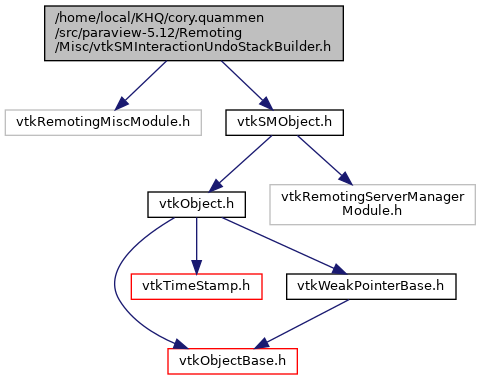 /home/local/KHQ/cory.quammen
/src/paraview-5.12/Remoting
/Misc/vtkSMInteractionUndoStackBuilder.h
vtkRemotingMiscModule.h
vtkSMObject.h
vtkObject.h
vtkRemotingServerManager
Module.h
vtkTimeStamp.h
vtkWeakPointerBase.h
vtkObjectBase.h